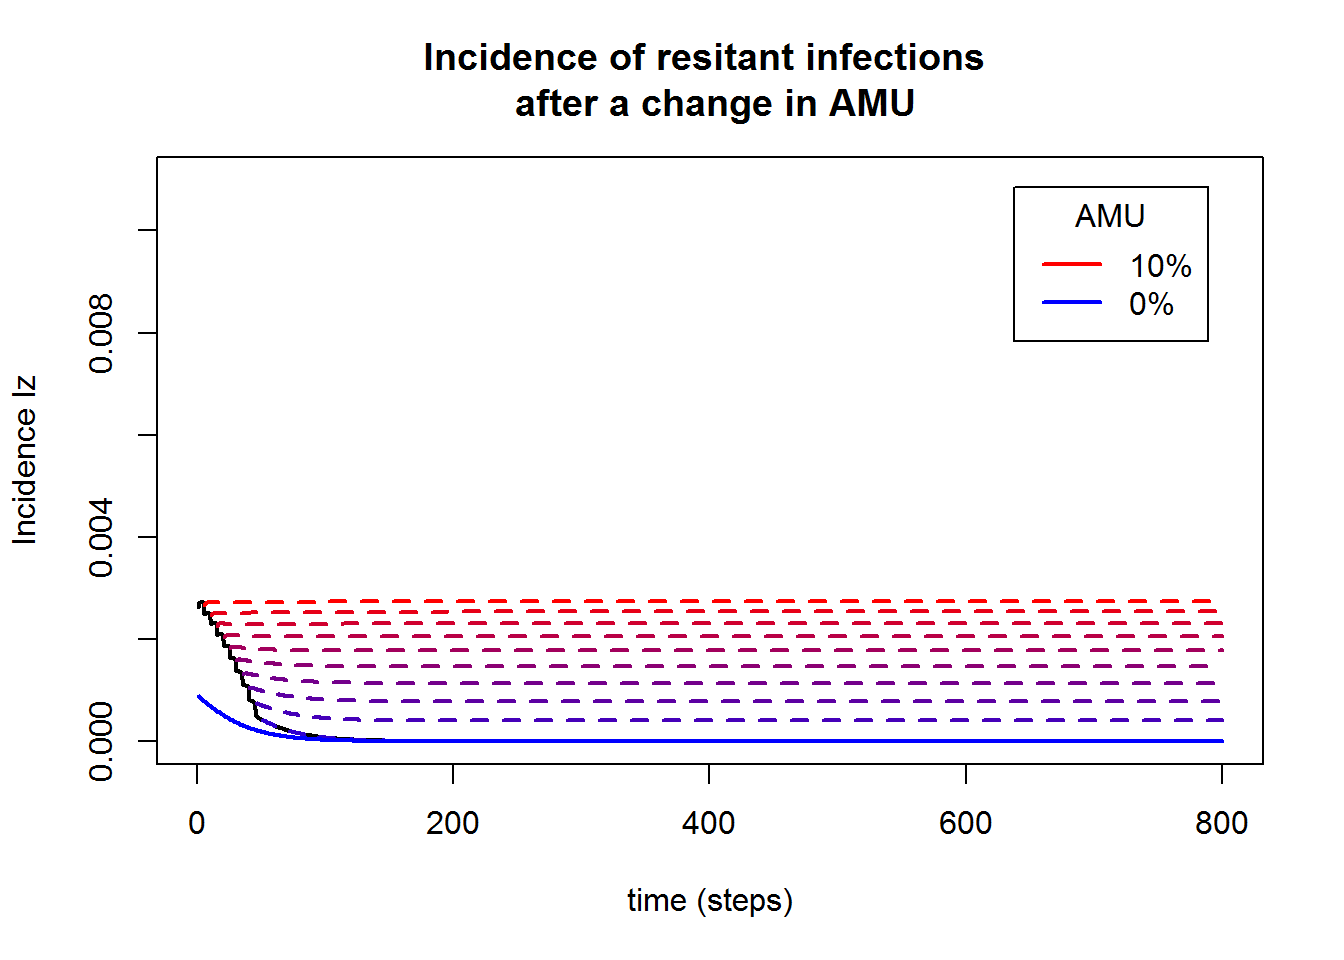 Incidence of resitant infections
after a change in AMU
AMU
10%
0%
Incidence Iz
0.008
0.004
0.000
0
200
400
600
800
time (steps)